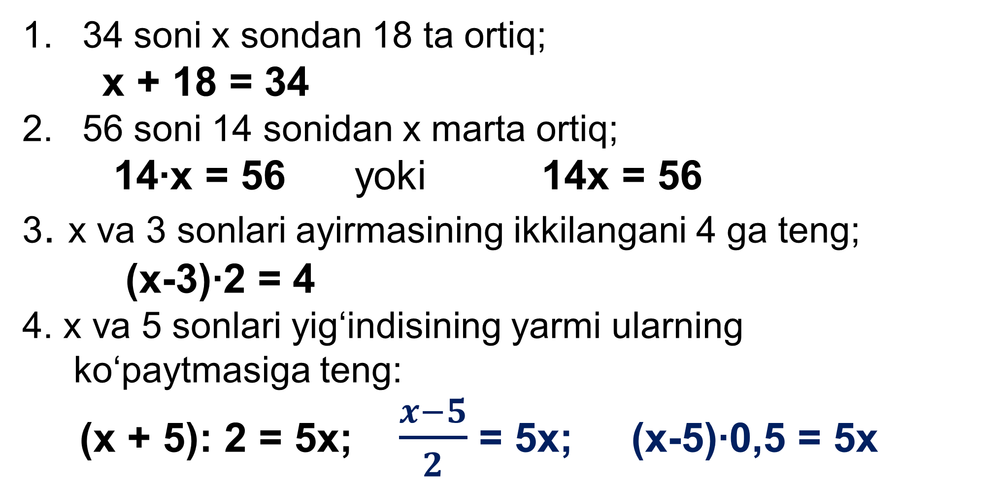 1. 34 soni x sondan 18 ta ortiq;
x + 18 = 34
2. 56 soni 14 sonidan x marta ortiq;
14·x = 56 yoki 14x = 56
3. x va 3 sonlari ayirmasining ikkilangani 4 ga teng;
(x-3)·2 = 4
4. x va 5 sonlari yig‘indisining yarmi ularning
ko‘paytmasiga teng:
(x + 5): 2 = 5x; \frac{x−5}{2} = 5x; (x-5)·0,5 = 5x